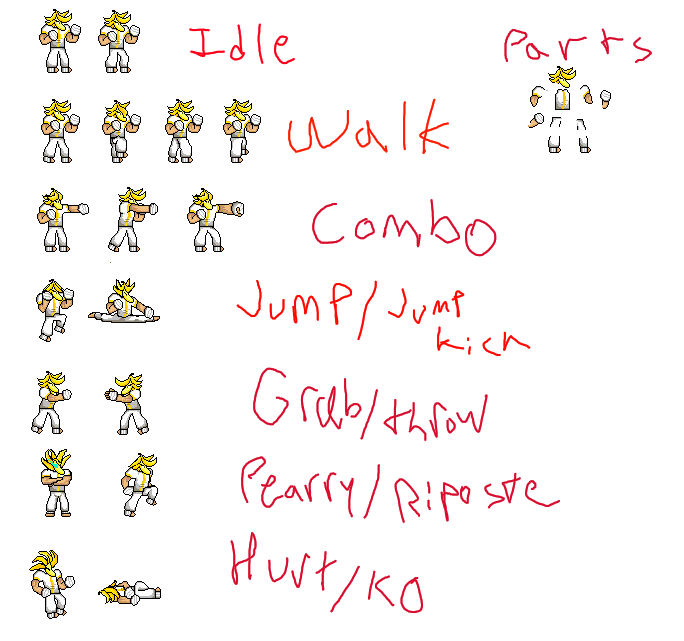 Idle
Parts
Walk
Combo
Jump/Jump
kick
Grab/throw
Pearry/Riposte
Hurt/KO